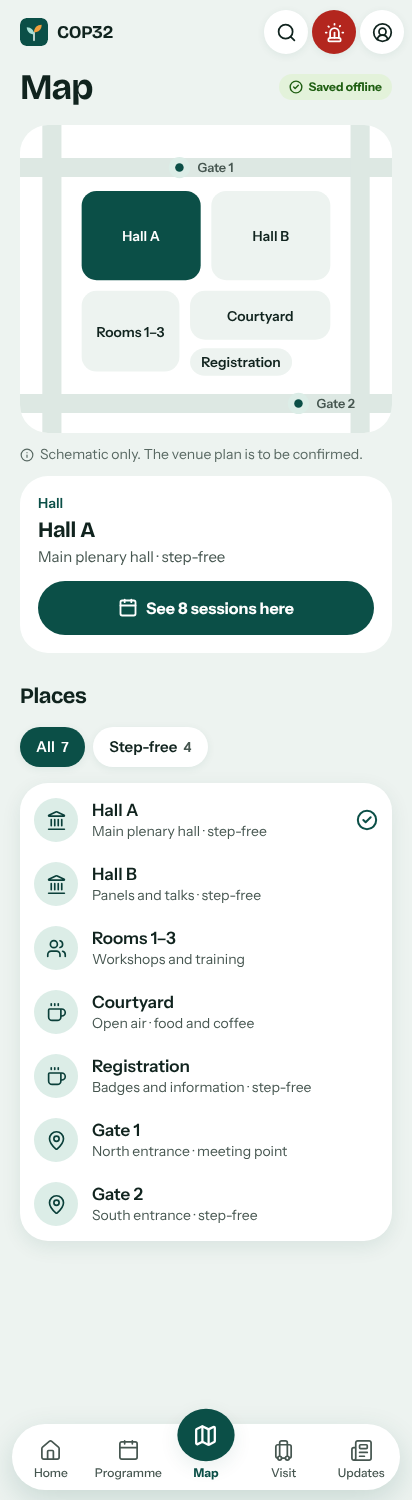 COP32
Map
Saved offline
Gate 1
Hall A
Hall B
Rooms 1–3
Courtyard
Registration
Gate 2
Schematic only. The venue plan is to be confirmed.
Hall
Hall A
Main plenary hall · step-free
See 8 sessions here
Places
All 7
Step-free 4
Hall A
Main plenary hall · step-free
Hall B
Panels and talks · step-free
Rooms 1–3
Workshops and training
Courtyard
Open air · food and coffee
Registration
Badges and information · step-free
Gate 1
North entrance · meeting point
Gate 2
South entrance · step-free
Home
Programme
Map
Visit
Updates